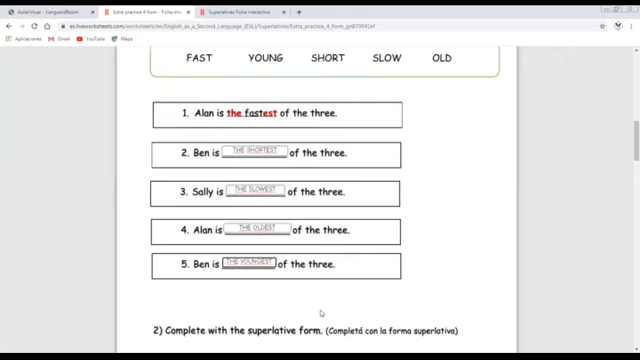 AulaVirtual - VanguardRoom
Extra practice 4 form - Ficha inte
Superlatives Ficha interactiva
es.liveworksheets.com/worksheets/en/English_as_a_Second_Language_(ESL)/Superlatives/Extra_practice_4_form_gn879941xf
Aplicaciones Gmail YouTube Maps
FAST YOUNG SHORT SLOW OLD
1. Alan is the fastest of the three.
2. Ben is THE SHORTEST of the three.
3. Sally is THE SLOWEST of the three.
4. Alan is THE OLDEST of the three.
5. Ben is THE YOUNGEST of the three.
2) Complete with the superlative form. (Completá con la forma superlativa)